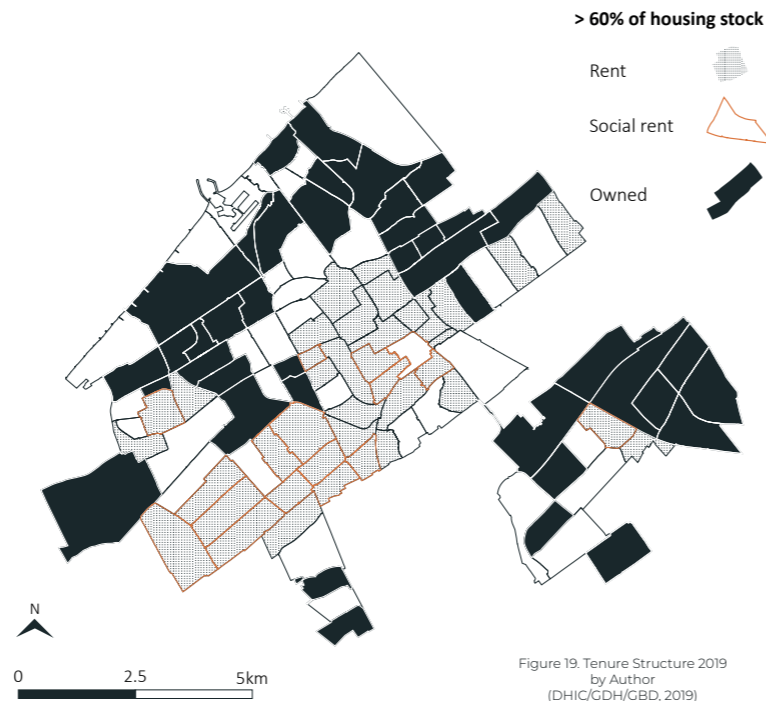 > 60% of housing stock
Rent
Social rent
Owned
N
0 2.5 5km
Figure 19. Tenure Structure 2019
by Author
(DHIC/GDH/GBD, 2019)